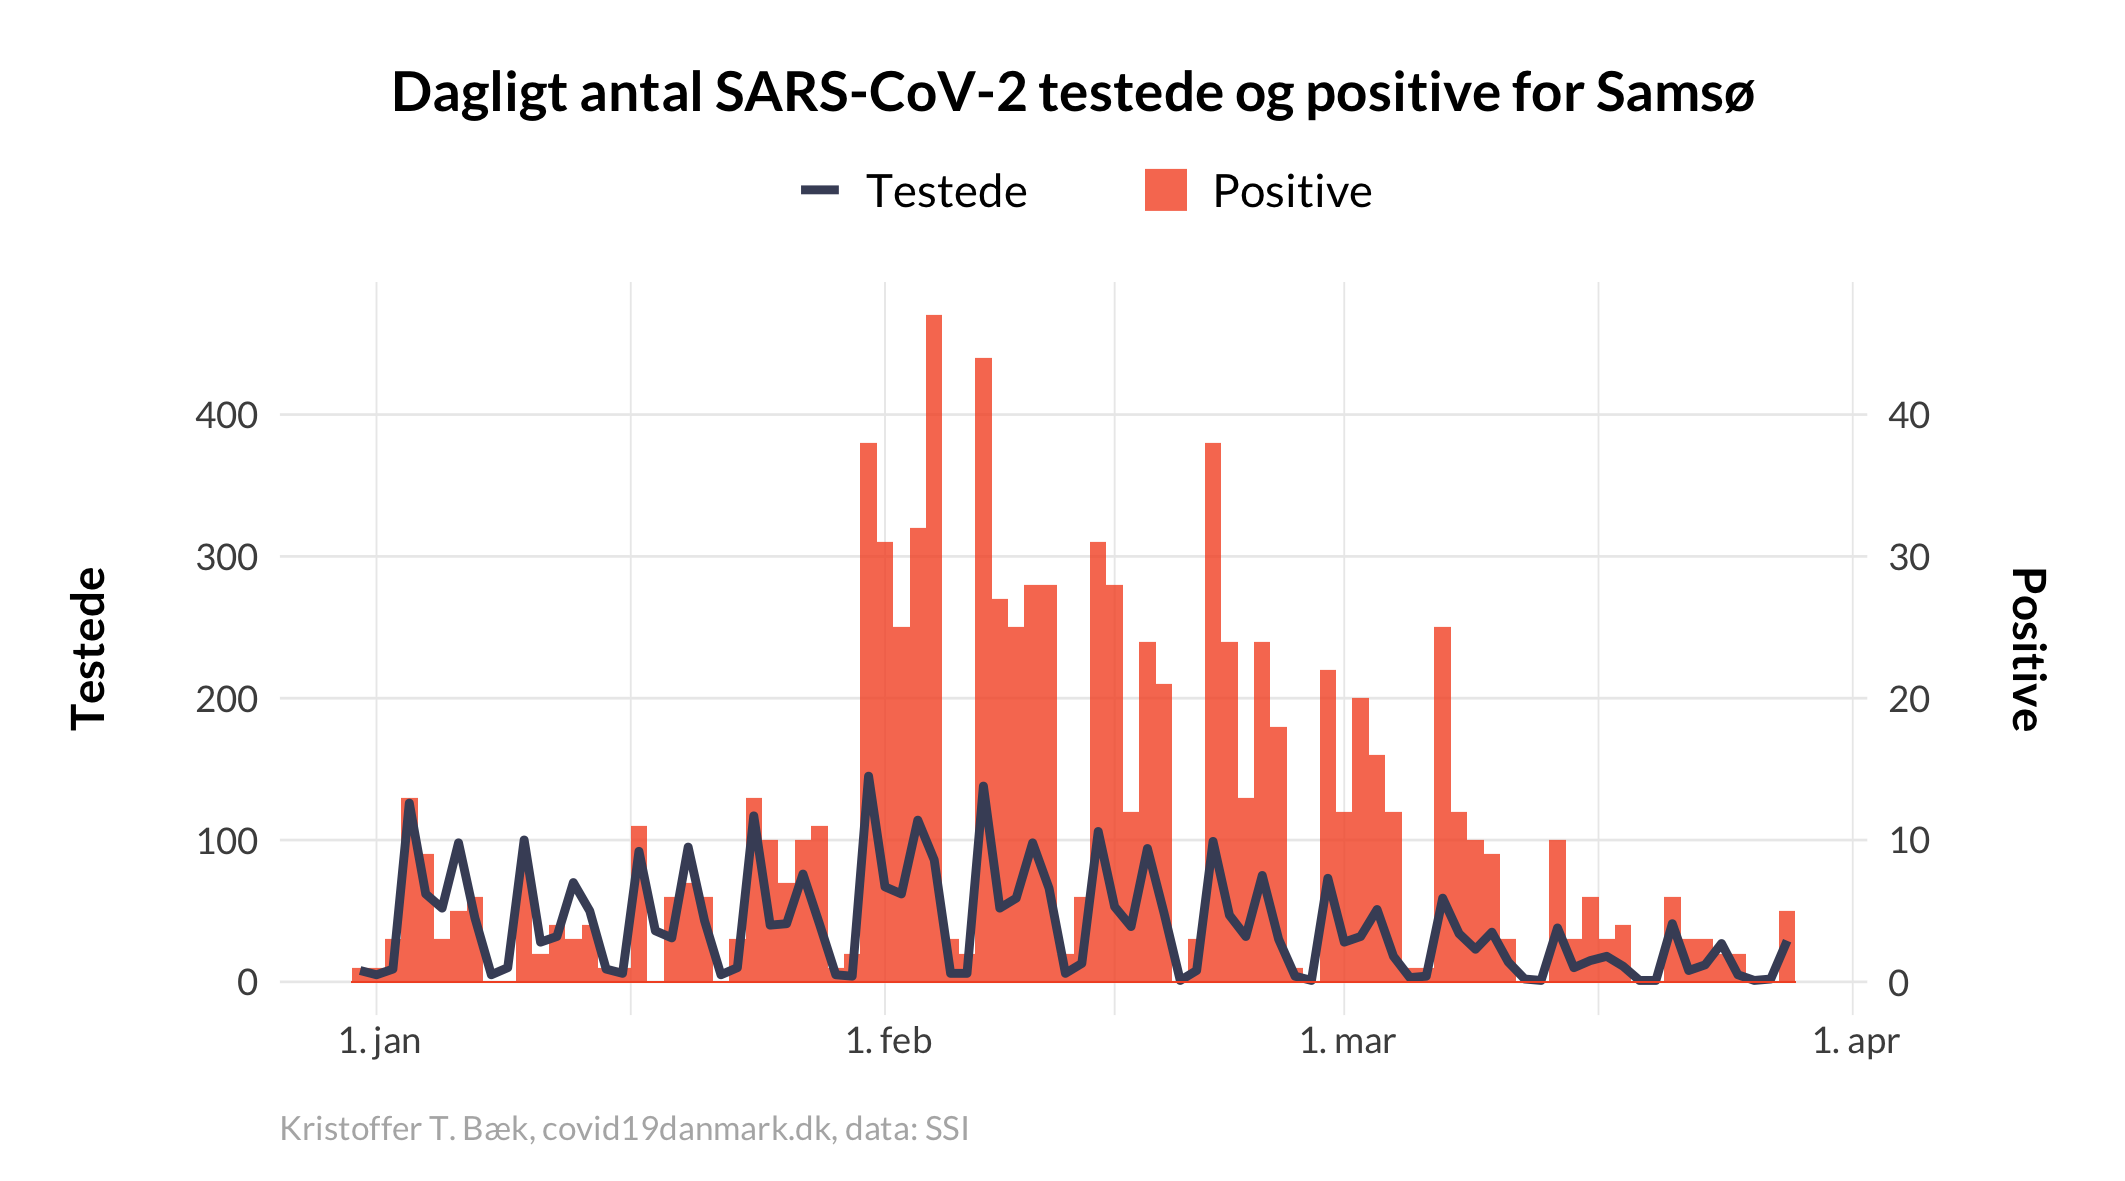 Dagligt antal SARS-CoV-2 testede og positive for Samsø
Testede
Positive
400
300
200
100
0
40
30
20
10
0
Testede
Positive
1. jan
1. feb
1. mar
1. apr
Kristoffer T. Bæk, covid19danmark.dk, data: SSI